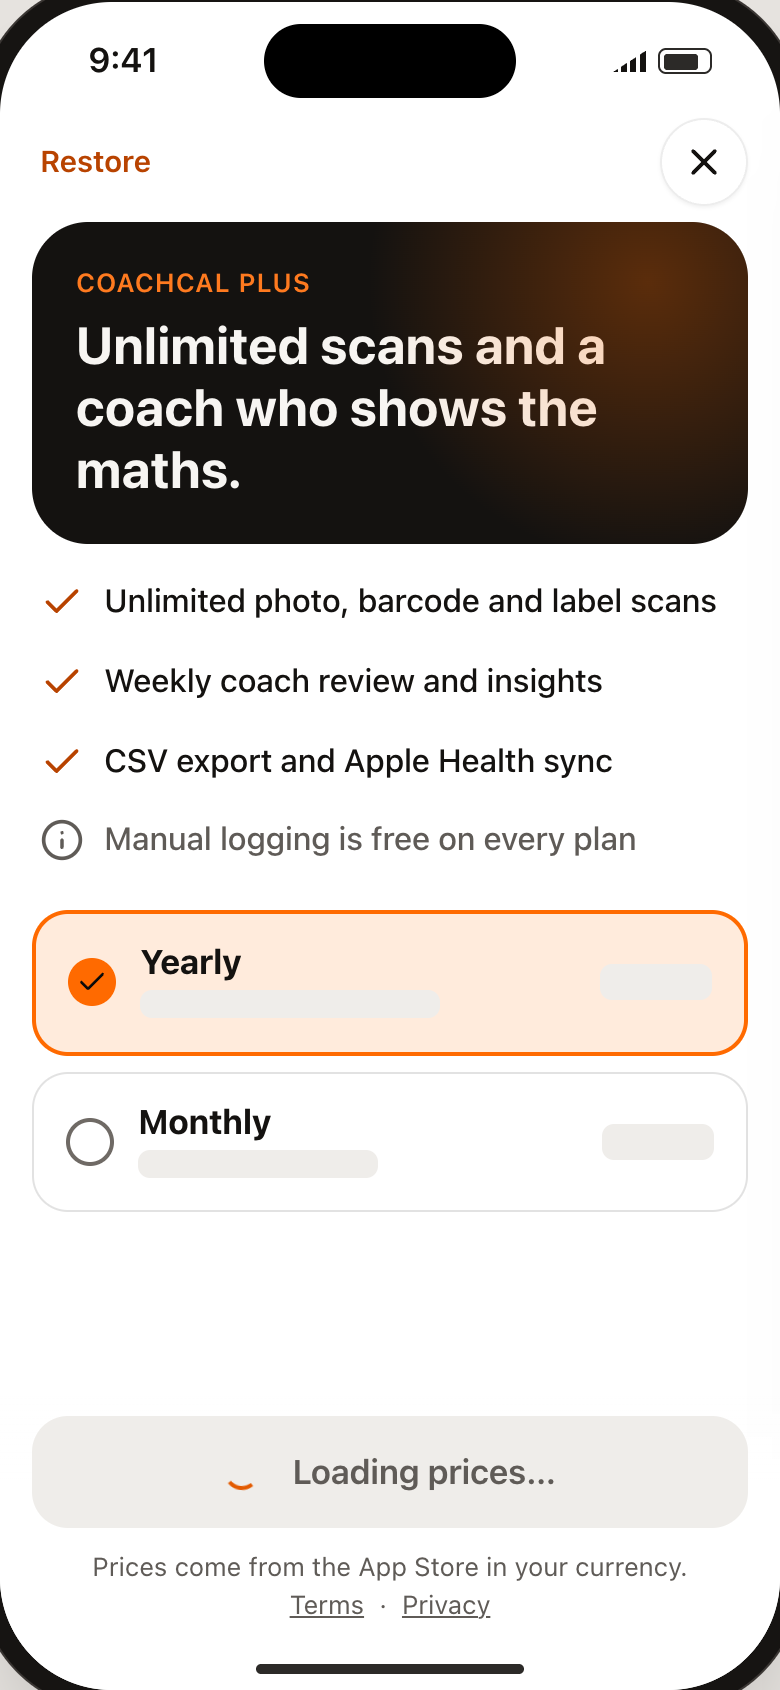 9:41
Restore
COACHCAL PLUS
Unlimited scans and a
coach who shows the
maths.
Unlimited photo, barcode and label scans
Weekly coach review and insights
CSV export and Apple Health sync
Manual logging is free on every plan
Yearly
Monthly
Loading prices...
Prices come from the App Store in your currency.
Terms · Privacy